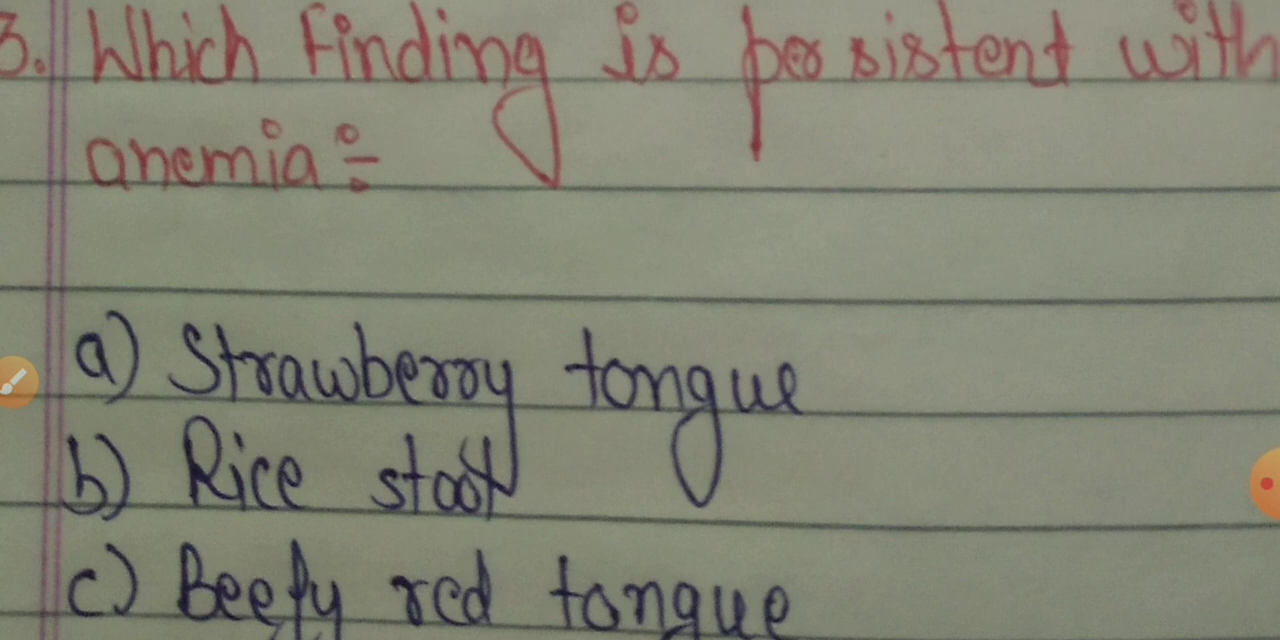 3. Which Finding is persistent with
anemia ÷
a) Strawberry tongue
b) Rice stool
c) Beefy red tongue